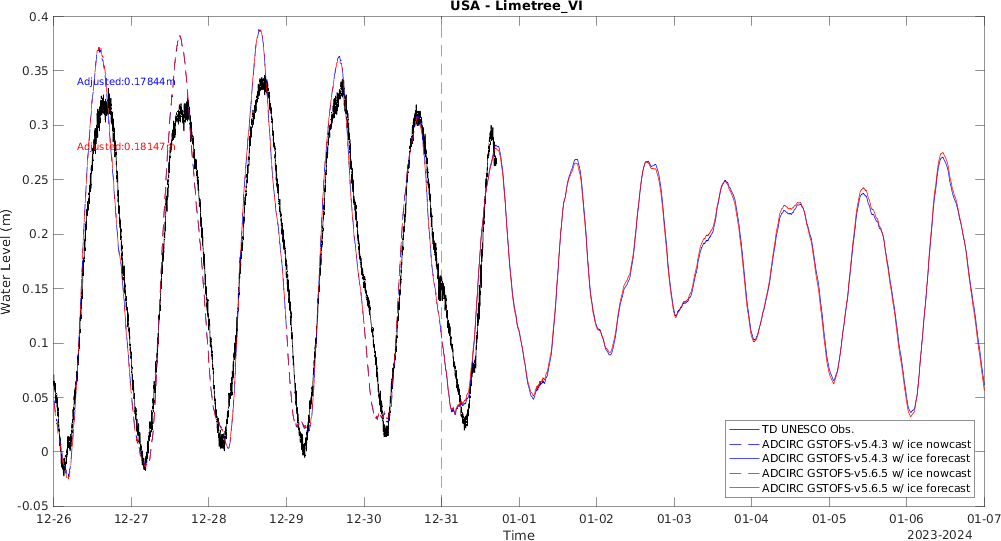 USA - Limetree_VI
0.4
0.35
Adjusted:0.17844m
0.3
Adjusted:0.18147m
0.25
0.2
0.15
0.1
0.05
0
-0.05
Water Level (m)
TD UNESCO Obs.
ADCIRC GSTOFS-v5.4.3 w/ ice nowcast
ADCIRC GSTOFS-v5.4.3 w/ ice forecast
ADCIRC GSTOFS-v5.6.5 w/ ice nowcast
ADCIRC GSTOFS-v5.6.5 w/ ice forecast
12-26 12-27 12-28 12-29 12-30 12-31 01-01 01-02 01-03 01-04 01-05 01-06 01-07
Time
2023-2024